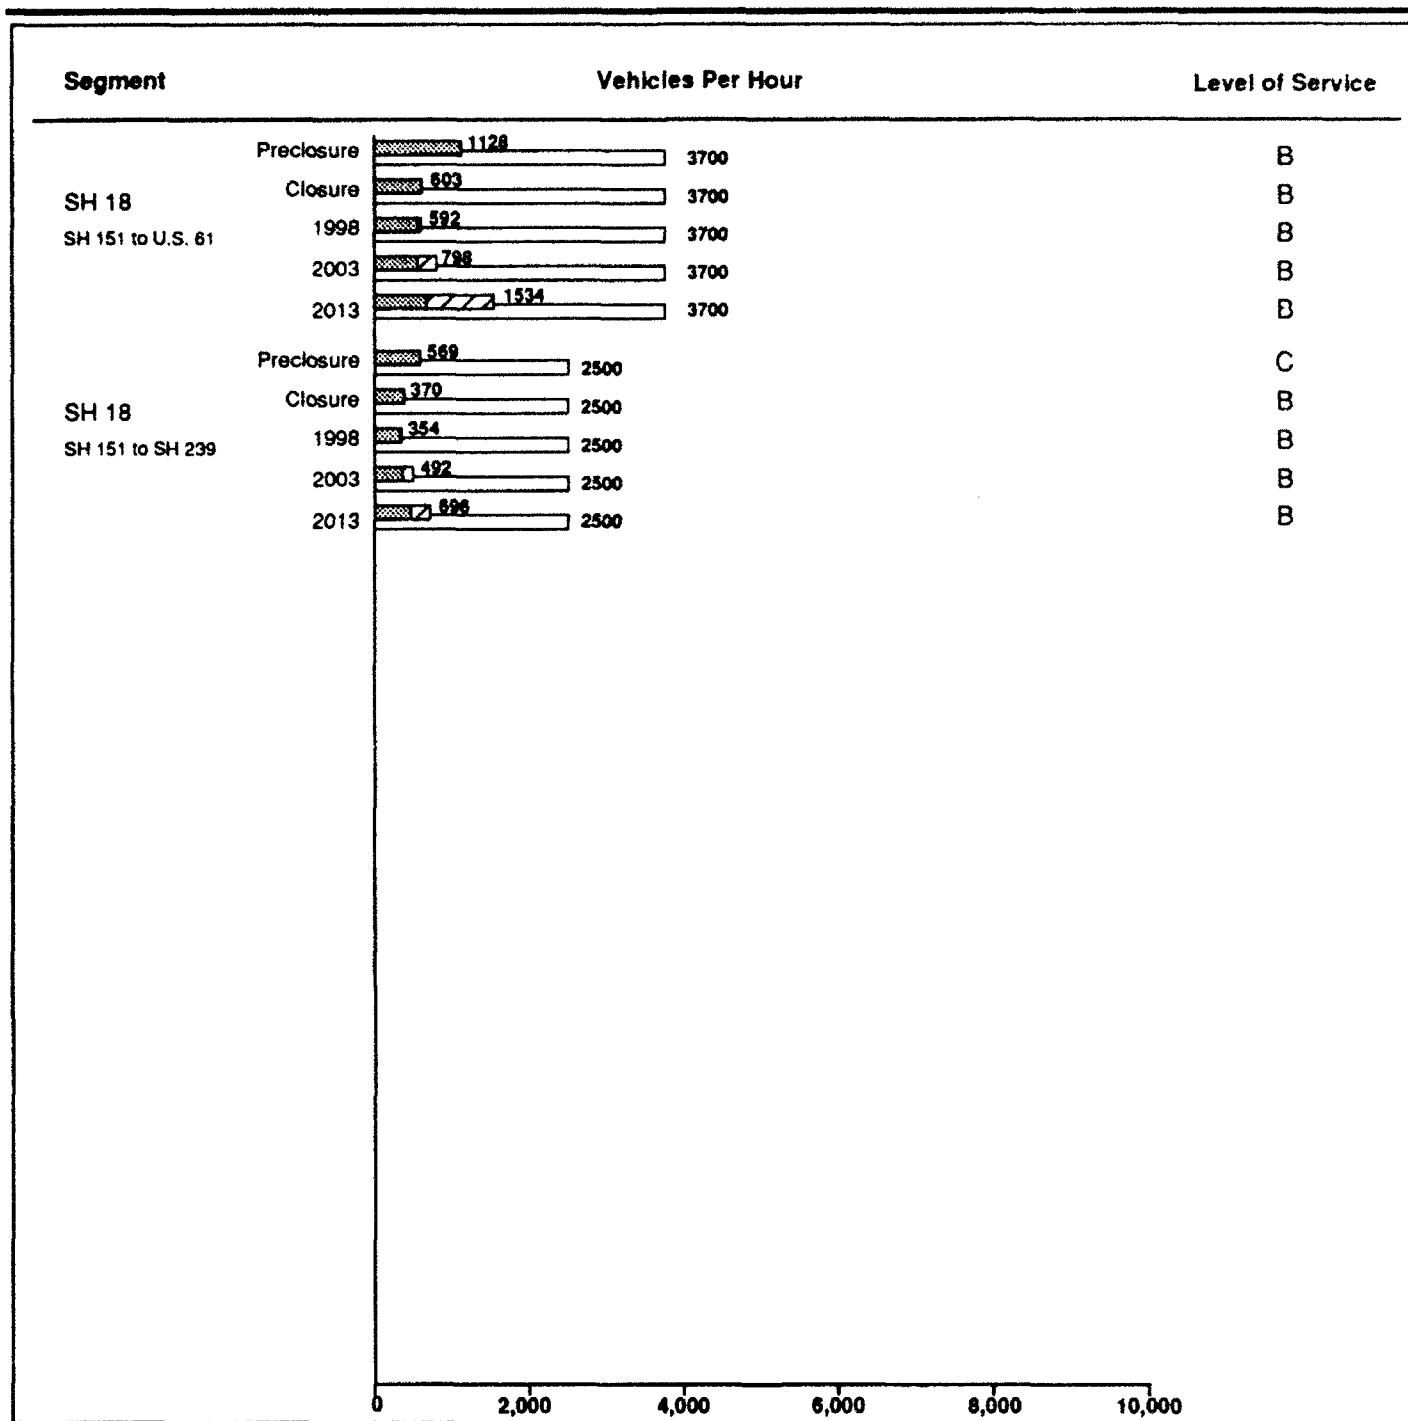 Segment Vehicles Per Hour Level of Service
Preclosure 1128 3700 B
Closure 603 3700 B
SH 18
SH 151 to U.S. 61
1998 592 3700 B
2003 798 3700 B
2013 1534 3700 B
Preclosure 569 2500 C
Closure 370 2500 B
SH 18
SH 151 to SH 239
1998 354 2500 B
2003 492 2500 B
2013 696 2500 B
0 2,000 4,000 6,000 8,000 10,000